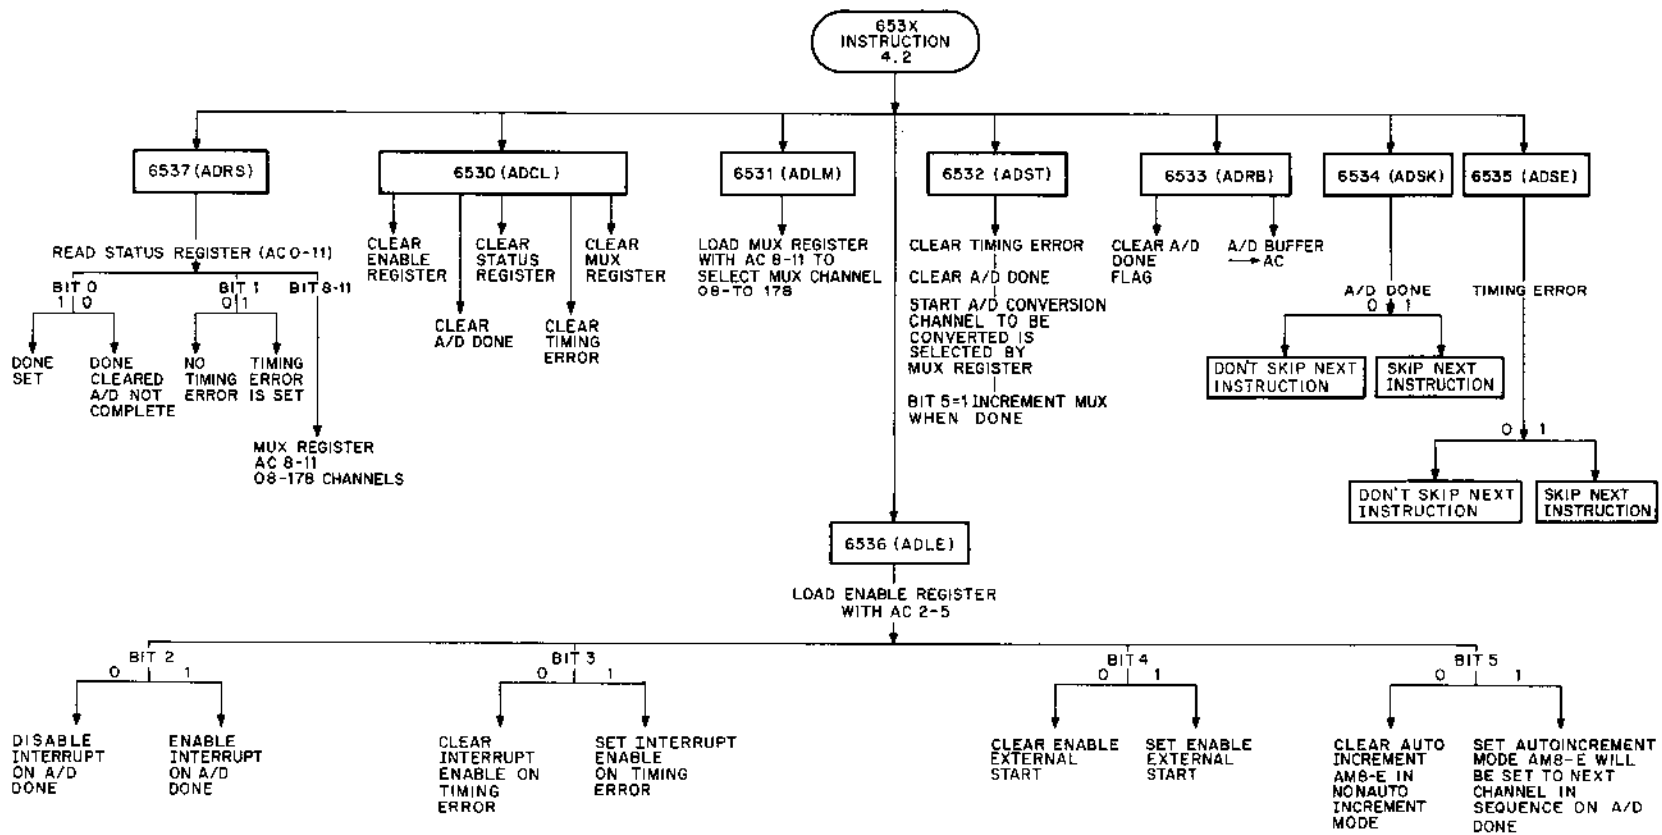 653X
INSTRUCTION
4.2
6537 (ADRS)
6530 (ADCL)
6531 (ADLM)
6532 (ADST)
6533 (ADRB)
6534 (ADSK)
6535 (ADSE)
READ STATUS REGISTER (AC 0-11)
BIT 0
1 0
BIT 1
0 1
BIT 8-11
DONE
SET
DONE
CLEARED
A/D NOT
COMPLETE
NO
TIMING
ERROR
TIMING
ERROR
IS SET
MUX REGISTER
AC 8-11
08-178 CHANNELS
CLEAR
ENABLE
REGISTER
CLEAR
A/D DONE
CLEAR
STATUS
REGISTER
CLEAR
TIMING
ERROR
CLEAR
MUX
REGISTER
LOAD MUX REGISTER
WITH AC 8-11 TO
SELECT MUX CHANNEL
08-TO 178
CLEAR TIMING ERROR
CLEAR A/D DONE
START A/D CONVERSION
CHANNEL TO BE
CONVERTED IS
SELECTED BY
MUX REGISTER
BIT 5=1 INCREMENT MUX
WHEN DONE
CLEAR A/D
DONE
FLAG
A/D BUFFER
→ AC
A/D DONE
0 1
DON'T SKIP NEXT
INSTRUCTION
SKIP NEXT
INSTRUCTION
TIMING ERROR
0 1
DON'T SKIP NEXT
INSTRUCTION
SKIP NEXT
INSTRUCTION
6536 (ADLE)
LOAD ENABLE REGISTER
WITH AC 2-5
BIT 2
0 1
DISABLE
INTERRUPT
ON A/D
DONE
ENABLE
INTERRUPT
ON A/D
DONE
BIT 3
0 1
CLEAR
INTERRUPT
ENABLE ON
TIMING
ERROR
SET INTERRUPT
ENABLE
ON TIMING
ERROR
BIT 4
0 1
CLEAR ENABLE
EXTERNAL
START
SET ENABLE
EXTERNAL
START
BIT 5
0 1
CLEAR AUTO
INCREMENT
AM8-E IN
NONAUTO
INCREMENT
MODE
SET AUTOINCREMENT
MODE AM8-E WILL
BE SET TO NEXT
CHANNEL IN
SEQUENCE ON A/D
DONE